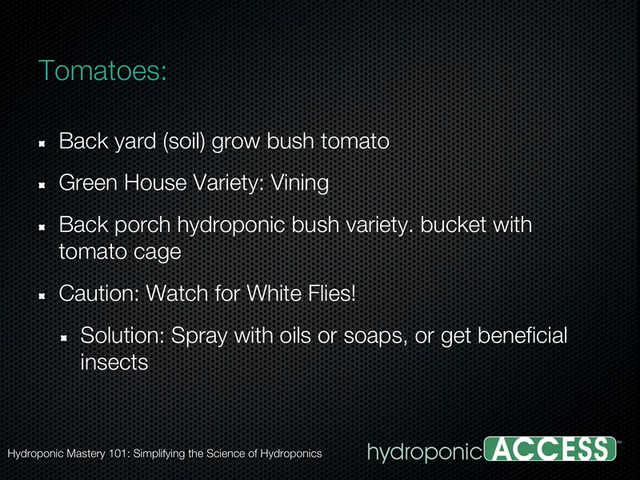 Tomatoes:
Back yard (soil) grow bush tomato
Green House Variety: Vining
Back porch hydroponic bush variety. bucket with
tomato cage
Caution: Watch for White Flies!
Solution: Spray with oils or soaps, or get beneficial
insects
Hydroponic Mastery 101: Simplifying the Science of Hydroponics
hydroponic ACCESS™